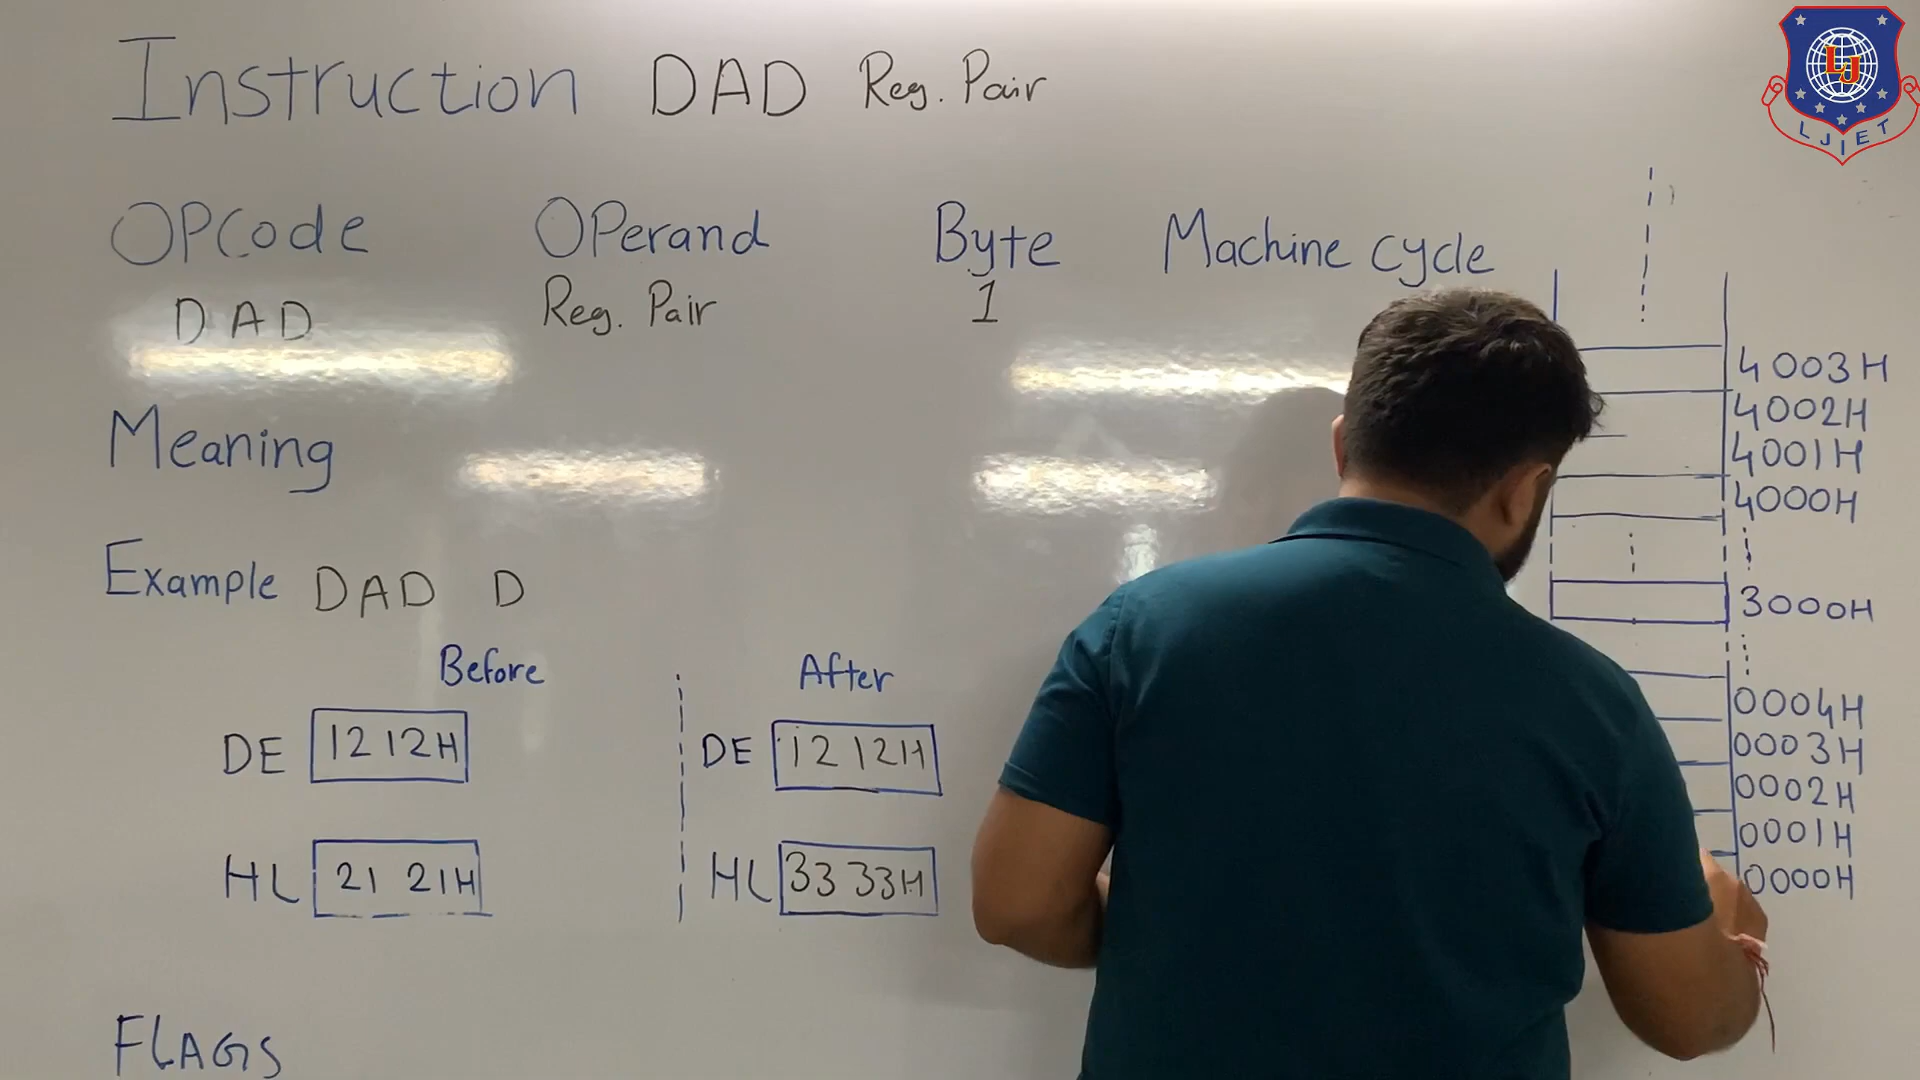 Instruction DAD Reg. Pair
LJ
LJIET
OPCode OPerand Byte Machine cycle
DAD Reg. Pair 1
Meaning
Example DAD D
Before After
DE 1212H DE 1212H
HL 2121H HL 3333H
FLAGS
4003H
4002H
4001H
4000H
3000H
0004H
0003H
0002H
0001H
0000H